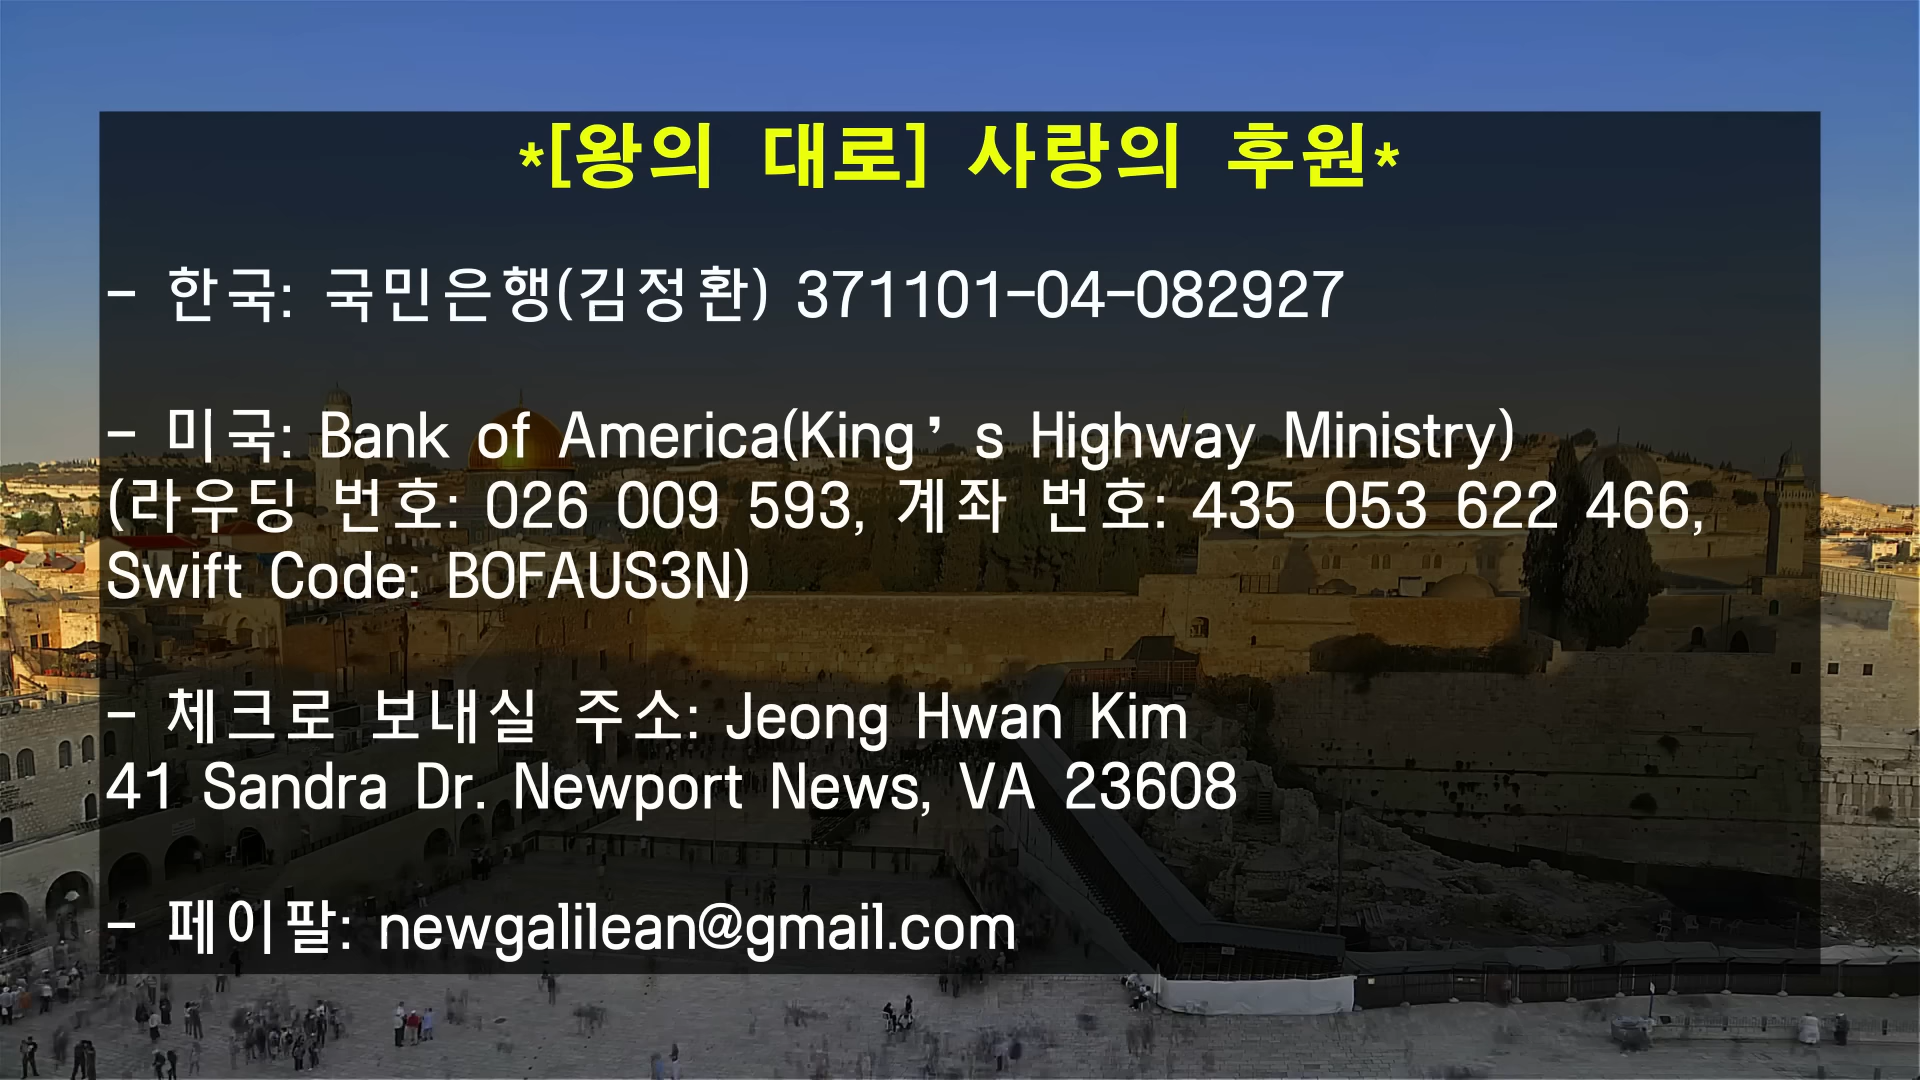 *[왕의 대로] 사랑의 후원*
- 한국: 국민은행(김정환) 371101-04-082927
- 미국: Bank of America(King’s Highway Ministry)
(라우딩 번호: 026 009 593, 계좌 번호: 435 053 622 466,
Swift Code: BOFAUS3N)
- 체크로 보내실 주소: Jeong Hwan Kim
41 Sandra Dr. Newport News, VA 23608
- 페이팔: newgalilean@gmail.com